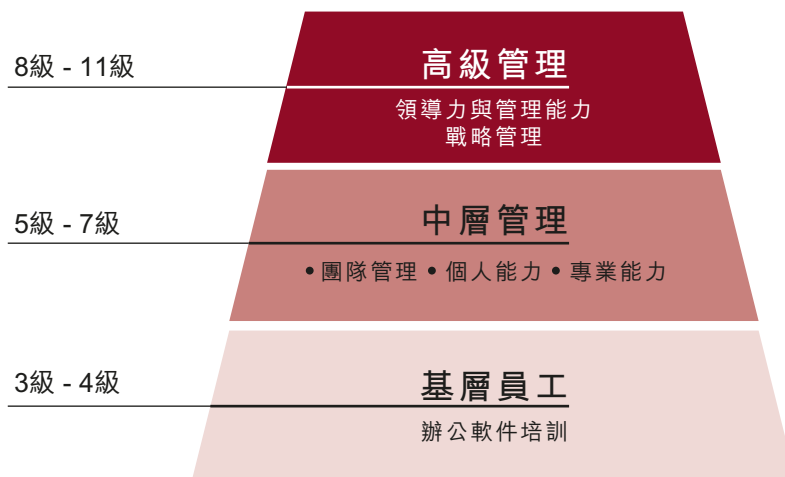 8級 - 11級
高級管理
領導力與管理能力
戰略管理
5級 - 7級
中層管理
•團隊管理 • 個人能力 • 專業能力
3級 - 4級
基層員工
辦公軟件培訓